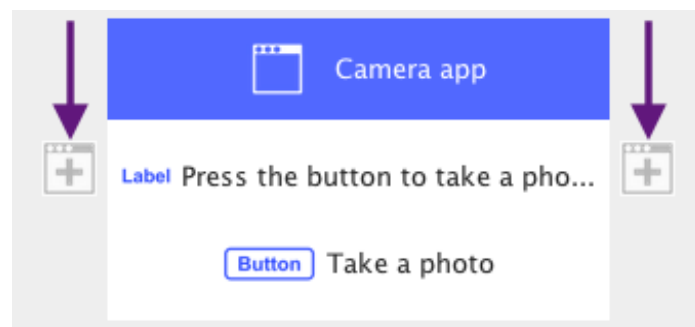 Camera app
Label Press the button to take a pho...
Button Take a photo